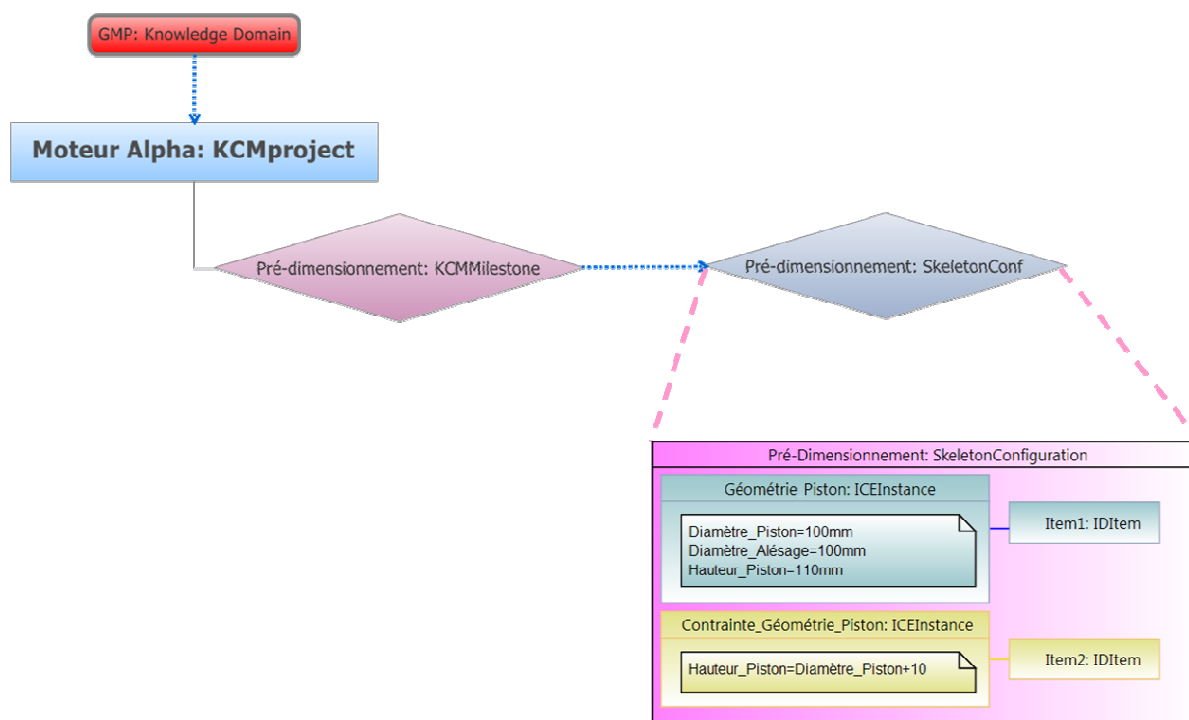 GMP: Knowledge Domain
Moteur Alpha: KCMproject
Pré-dimensionnement: KCMMilestone
Pré-dimensionnement: SkeletonConf
Pré-Dimensionnement: SkeletonConfiguration
Géométrie Piston: ICEInstance
Diamètre_Piston=100mm
Diamètre_Alésage=100mm
Hauteur_Piston=110mm
Item1: IDItem
Contrainte_Géométrie_Piston: ICEInstance
Hauteur_Piston=Diamètre_Piston+10
Item2: IDItem